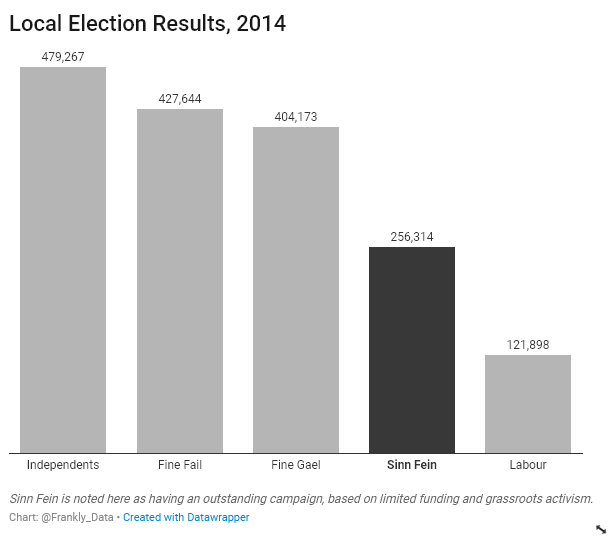 Local Election Results, 2014
479,267
427,644
404,173
256,314
121,898
Independents
Fine Fail
Fine Gael
Sinn Fein
Labour
Sinn Fein is noted here as having an outstanding campaign, based on limited funding and grassroots activism.
Chart: @Frankly_Data • Created with Datawrapper